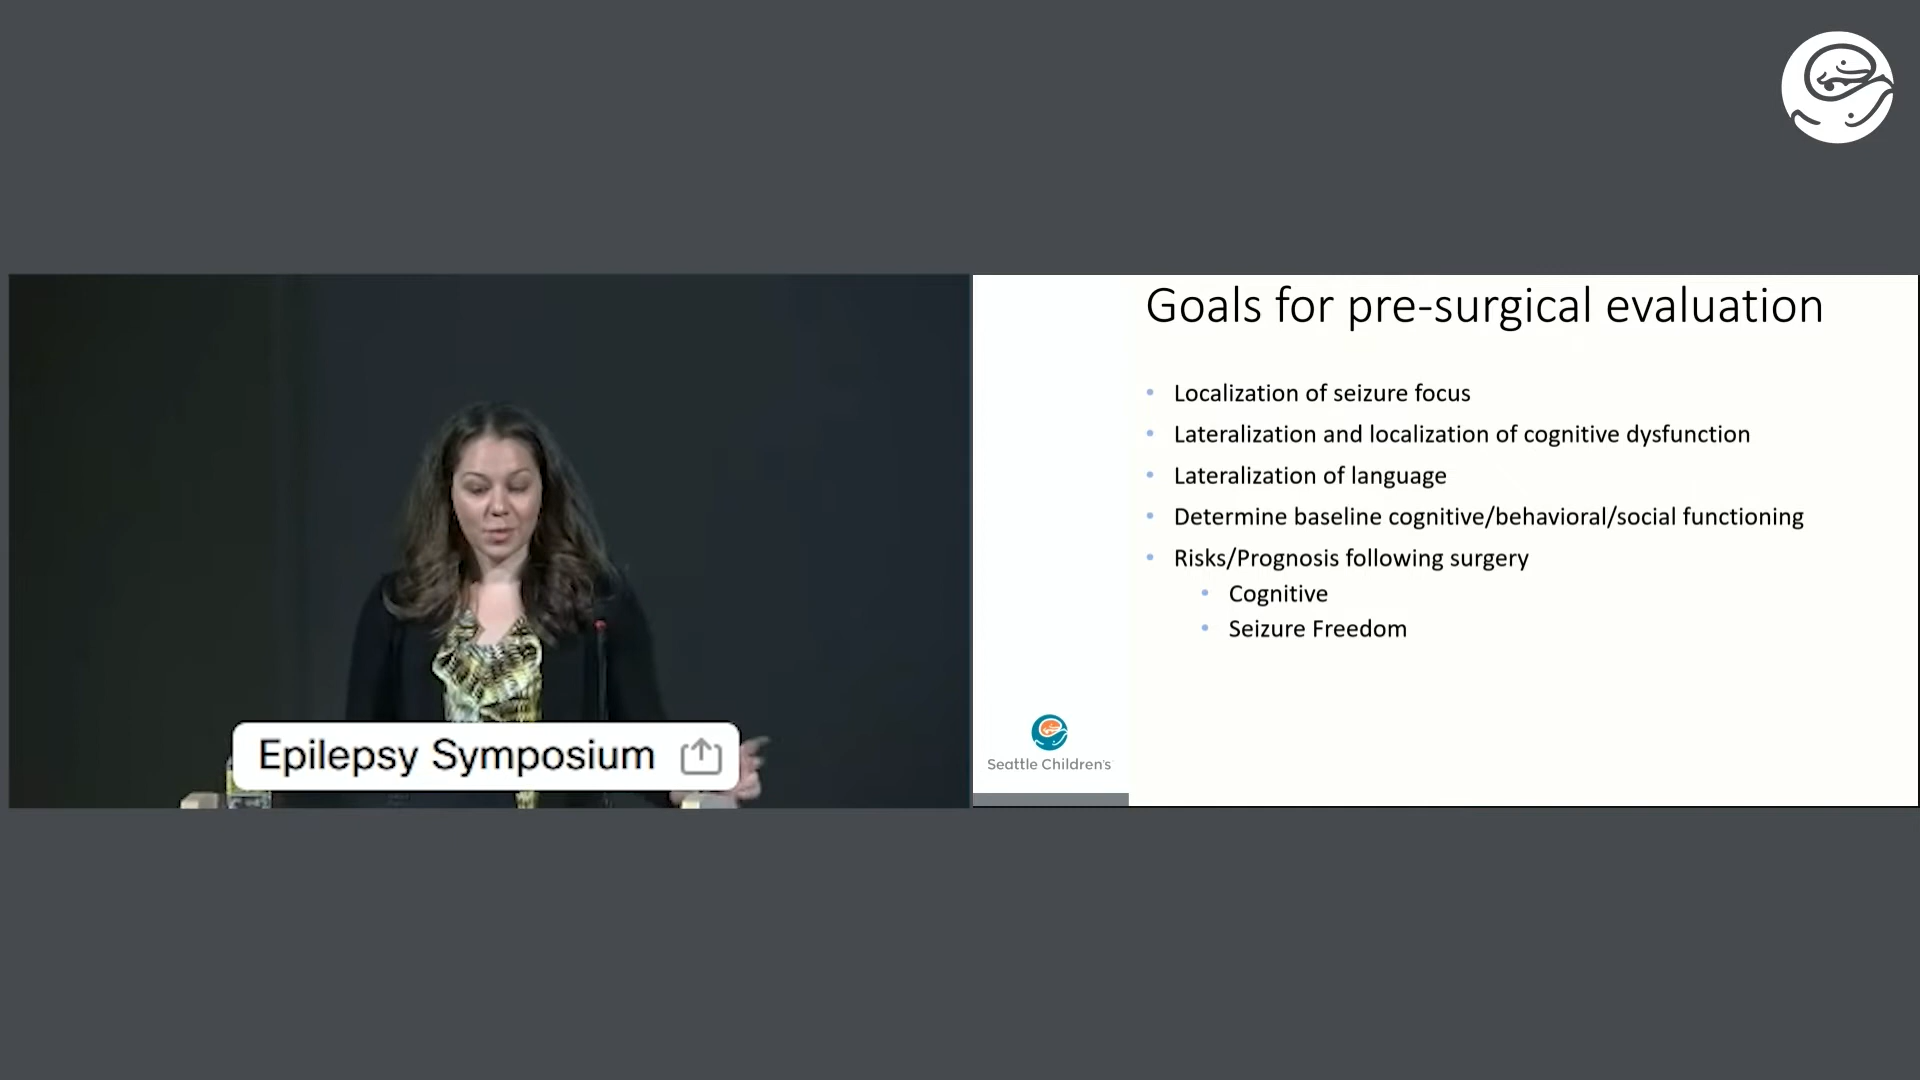 Goals for pre-surgical evaluation
Localization of seizure focus
Lateralization and localization of cognitive dysfunction
Lateralization of language
Determine baseline cognitive/behavioral/social functioning
Risks/Prognosis following surgery
Cognitive
Seizure Freedom
Seattle Children's
Epilepsy Symposium